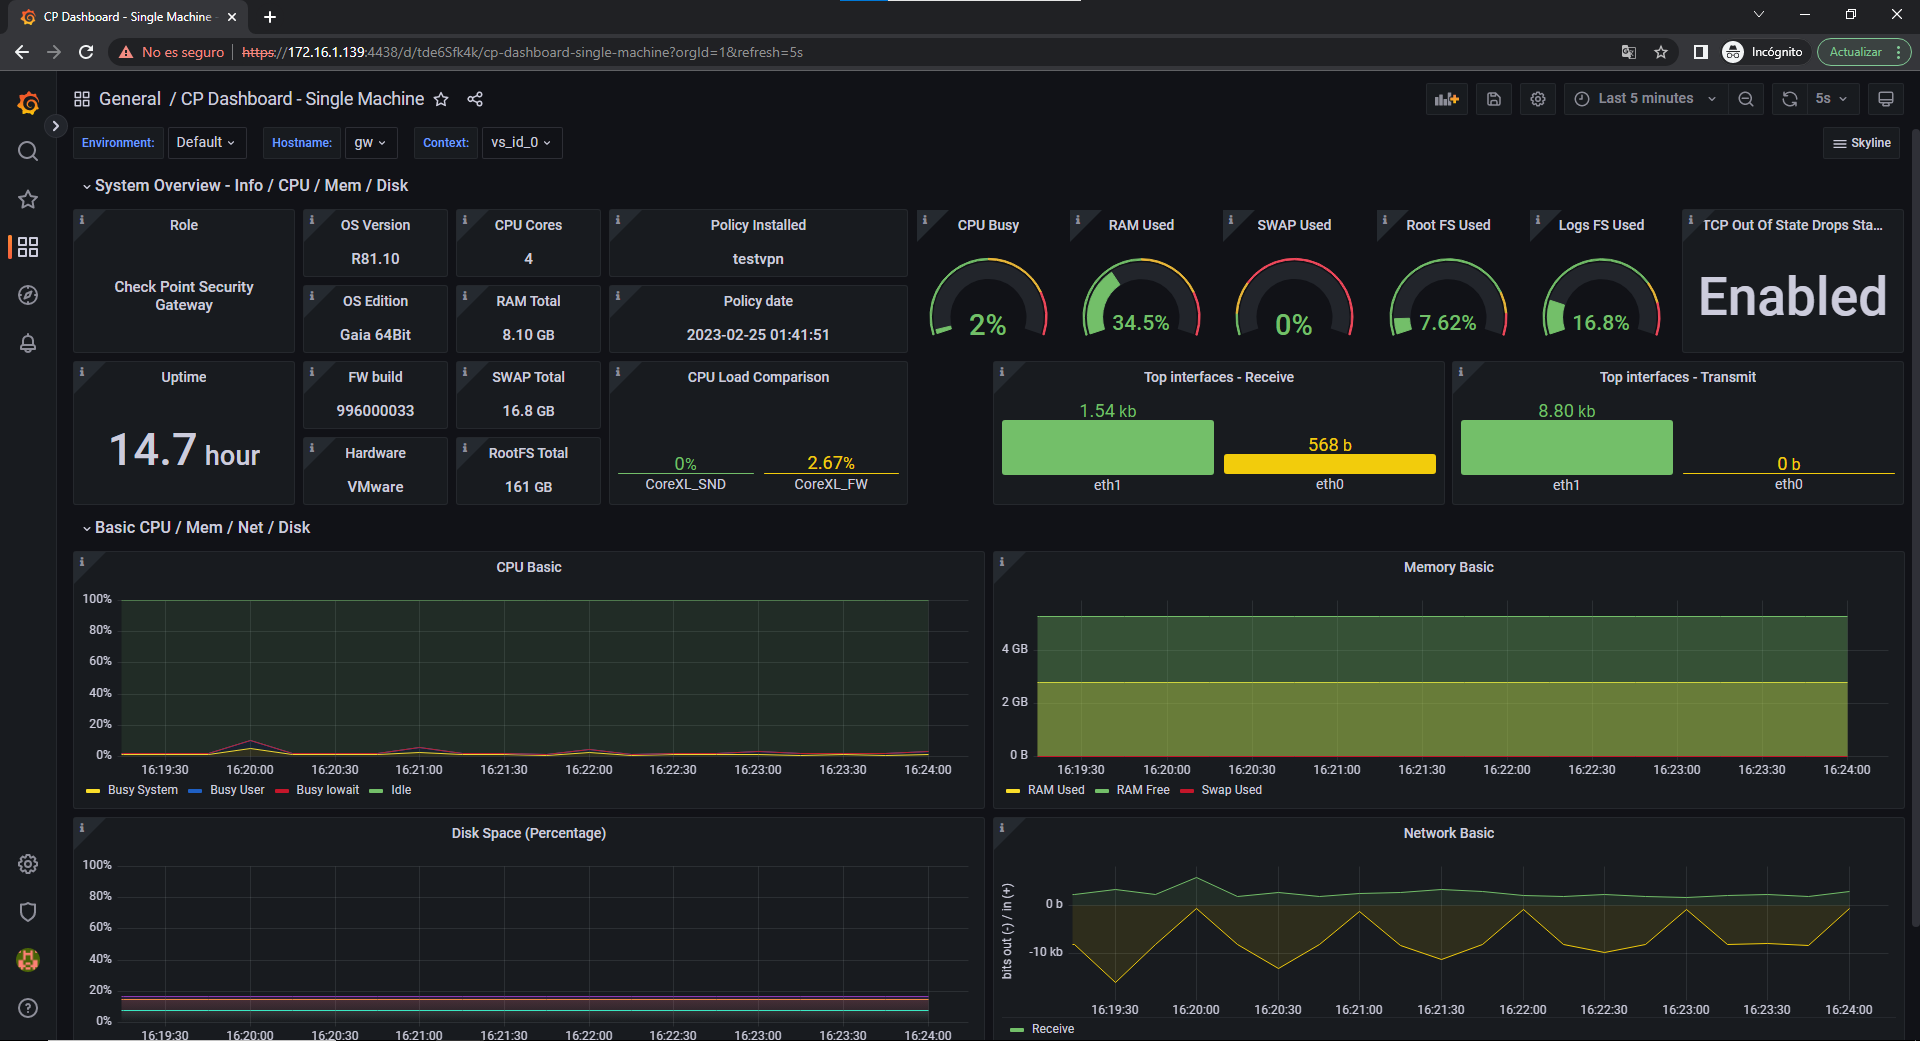 CP Dashboard - Single Machine -
No es seguro
https://172.16.1.139:4438/d/tde6Sfk4k/cp-dashboard-single-machine?orgId=1&refresh=5s
Incógnito
Actualizar
General / CP Dashboard - Single Machine
Last 5 minutes
5s
Environment: Default
Hostname: gw
Context: vs_id_0
Skyline
System Overview - Info / CPU / Mem / Disk
Role
Check Point Security
Gateway
OS Version
R81.10
CPU Cores
4
Policy Installed
testvpn
OS Edition
Gaia 64Bit
RAM Total
8.10 GB
Policy date
2023-02-25 01:41:51
CPU Busy
2%
RAM Used
34.5%
SWAP Used
0%
Root FS Used
7.62%
Logs FS Used
16.8%
TCP Out Of State Drops Sta...
Enabled
Uptime
14.7 hour
FW build
996000033
SWAP Total
16.8 GB
Hardware
VMware
RootFS Total
161 GB
CPU Load Comparison
0%
CoreXL_SND
2.67%
CoreXL_FW
Top interfaces - Receive
1.54 kb
eth1
568 b
eth0
Top interfaces - Transmit
8.80 kb
eth1
0 b
eth0
Basic CPU / Mem / Net / Disk
CPU Basic
100%
80%
60%
40%
20%
0%
16:19:30 16:20:00 16:20:30 16:21:00 16:21:30 16:22:00 16:22:30 16:23:00 16:23:30 16:24:00
Busy System Busy User Busy Iowait Idle
Memory Basic
4 GB
2 GB
0 B
16:19:30 16:20:00 16:20:30 16:21:00 16:21:30 16:22:00 16:22:30 16:23:00 16:23:30 16:24:00
RAM Used RAM Free Swap Used
Disk Space (Percentage)
100%
80%
60%
40%
20%
0%
16:19:30 16:20:00 16:20:30 16:21:00 16:21:30 16:22:00 16:22:30 16:23:00 16:23:30 16:24:00
Network Basic
bits out (-) / in (+)
0 b
-10 kb
16:19:30 16:20:00 16:20:30 16:21:00 16:21:30 16:22:00 16:22:30 16:23:00 16:23:30 16:24:00
Receive